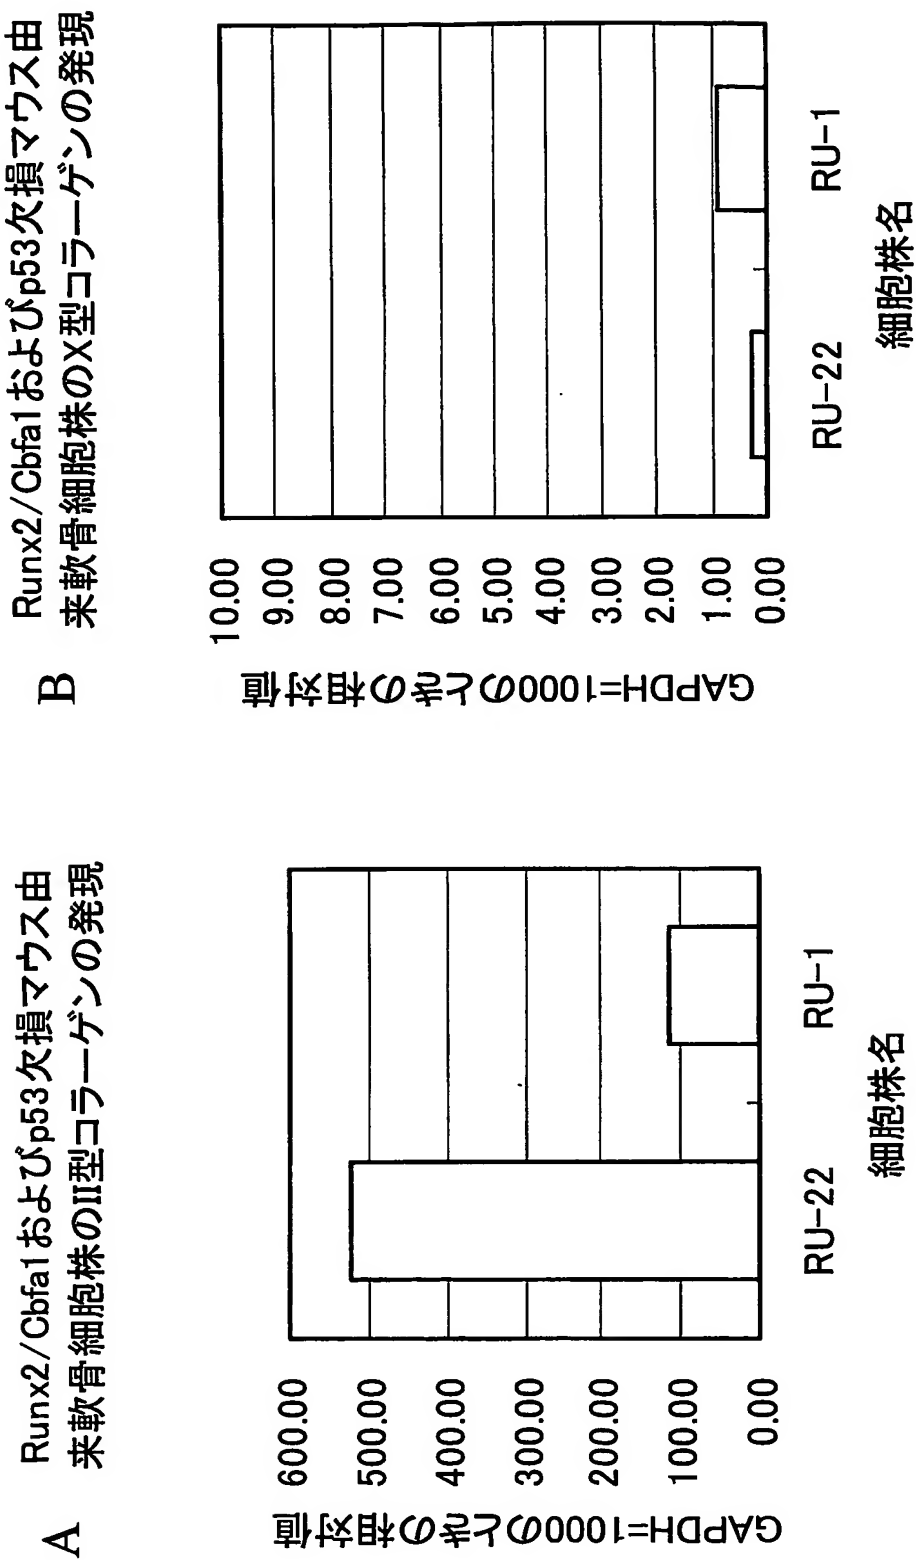 A
Runx2/Cbfa1およびp53欠損マウス由
来軟骨細胞株のII型コラーゲンの発現
GAPDH=1000のときの相対値
600.00
500.00
400.00
300.00
200.00
100.00
0.00
RU-22
RU-1
細胞株名
B
Runx2/Cbfa1およびp53欠損マウス由
来軟骨細胞株のX型コラーゲンの発現
GAPDH=1000のときの相対値
10.00
9.00
8.00
7.00
6.00
5.00
4.00
3.00
2.00
1.00
0.00
RU-22
RU-1
細胞株名